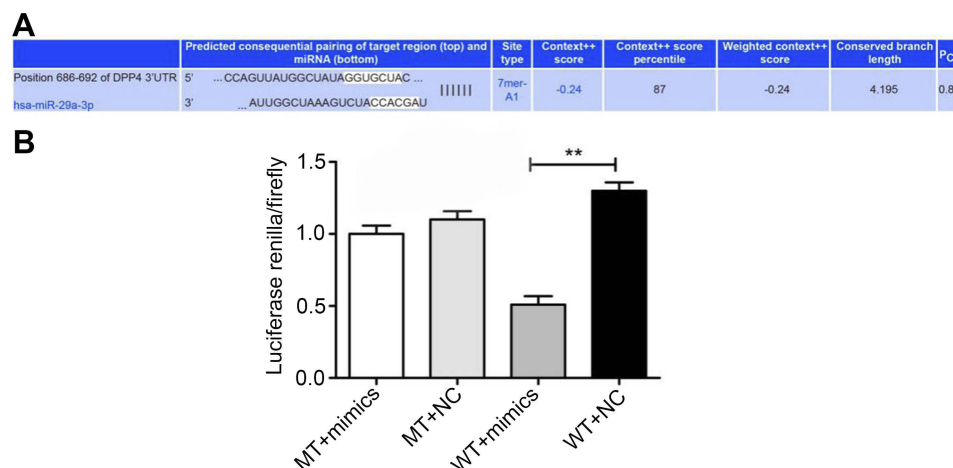 A
Predicted consequential pairing of target region (top) and
miRNA (bottom)
Site
type
Context++
score
Context++ score
percentile
Weighted context++
score
Conserved branch
length
Position 686-692 of DPP4 3'UTR
5' ...CCAGUUAUGGCUAUAGGUGCUAC ...
hsa-miR-29a-3p
3' ... AUUGGCUAAAGUCUACCACGAU
||||||
7mer-
A1
-0.24
87
-0.24
4.195
0.8
B
Luciferase renilla/firefly
1.5
1.0
0.5
0.0
**
MT+mimics
MT+NC
WT+mimics
WT+NC